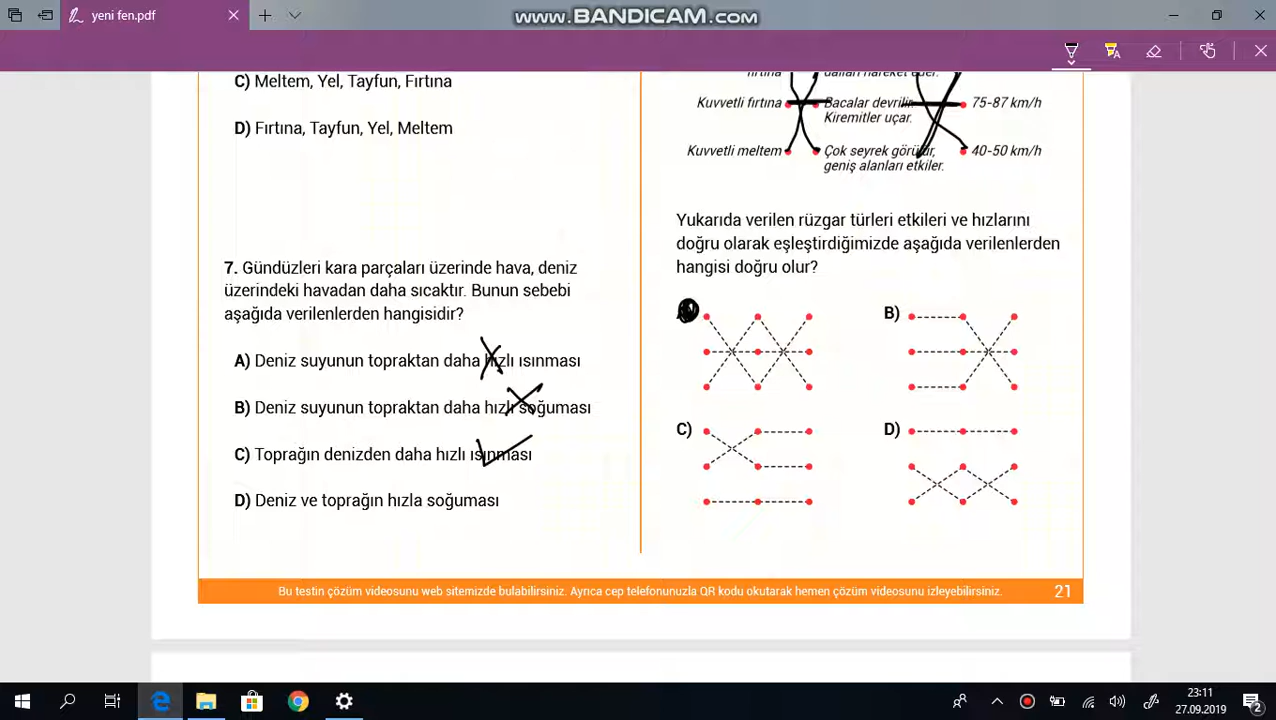 yeni fen.pdf
www.BANDICAM.com
C) Meltem, Yel, Tayfun, Fırtına
D) Fırtına, Tayfun, Yel, Meltem
7. Gündüzleri kara parçaları üzerinde hava, deniz
üzerindeki havadan daha sıcaktır. Bunun sebebi
aşağıda verilenlerden hangisidir?
A) Deniz suyunun topraktan daha hızlı ısınması
B) Deniz suyunun topraktan daha hızlı soğuması
C) Toprağın denizden daha hızlı ısınması
D) Deniz ve toprağın hızla soğuması
fırtına
dalları hareket eder.
Kuvvetli fırtına
Bacalar devrilir.
Kiremitler uçar.
75-87 km/h
Kuvvetli meltem
Çok seyrek görülür,
geniş alanları etkiler.
40-50 km/h
Yukarıda verilen rüzgar türleri etkileri ve hızlarını
doğru olarak eşleştirdiğimizde aşağıda verilenlerden
hangisi doğru olur?
B)
C)
D)
Bu testin çözüm videosunu web sitemizde bulabilirsiniz. Ayrıca cep telefonunuzla QR kodu okutarak hemen çözüm videosunu izleyebilirsiniz.
21
23:11
27.09.2019
2